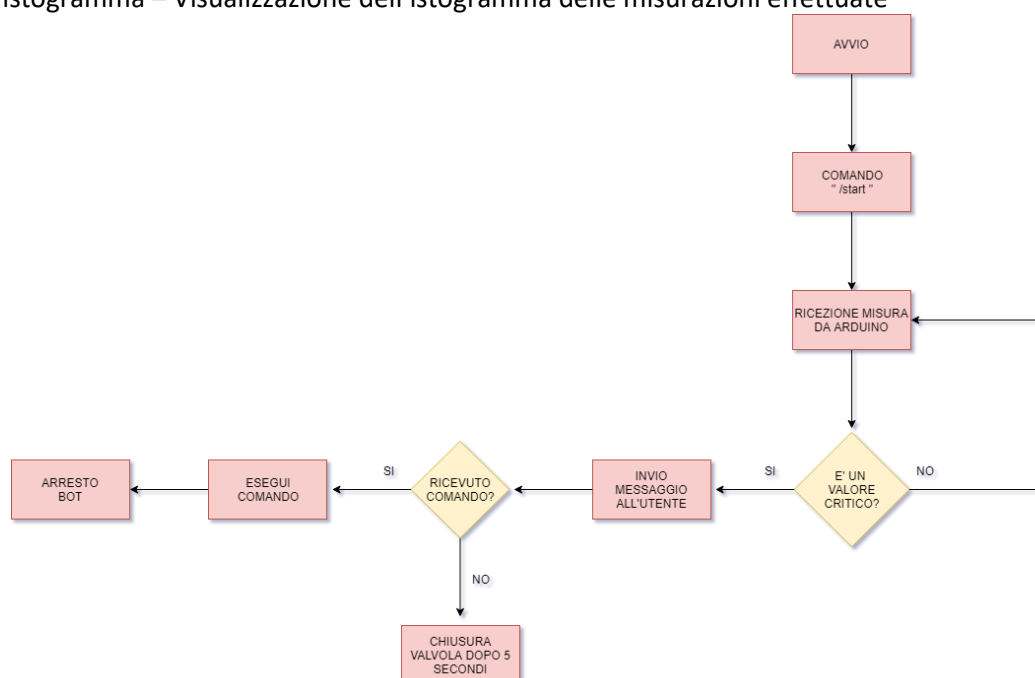 istogramma – Visualizzazione dell'istogramma delle misurazioni effettuate
AVVIO
COMANDO
" /start "
RICEZIONE MISURA
DA ARDUINO
E' UN
VALORE
CRITICO?
NO
SI
INVIO
MESSAGGIO
ALL'UTENTE
RICEVUTO
COMANDO?
SI
ESEGUI
COMANDO
ARRESTO
BOT
NO
CHIUSURA
VALVOLA DOPO 5
SECONDI